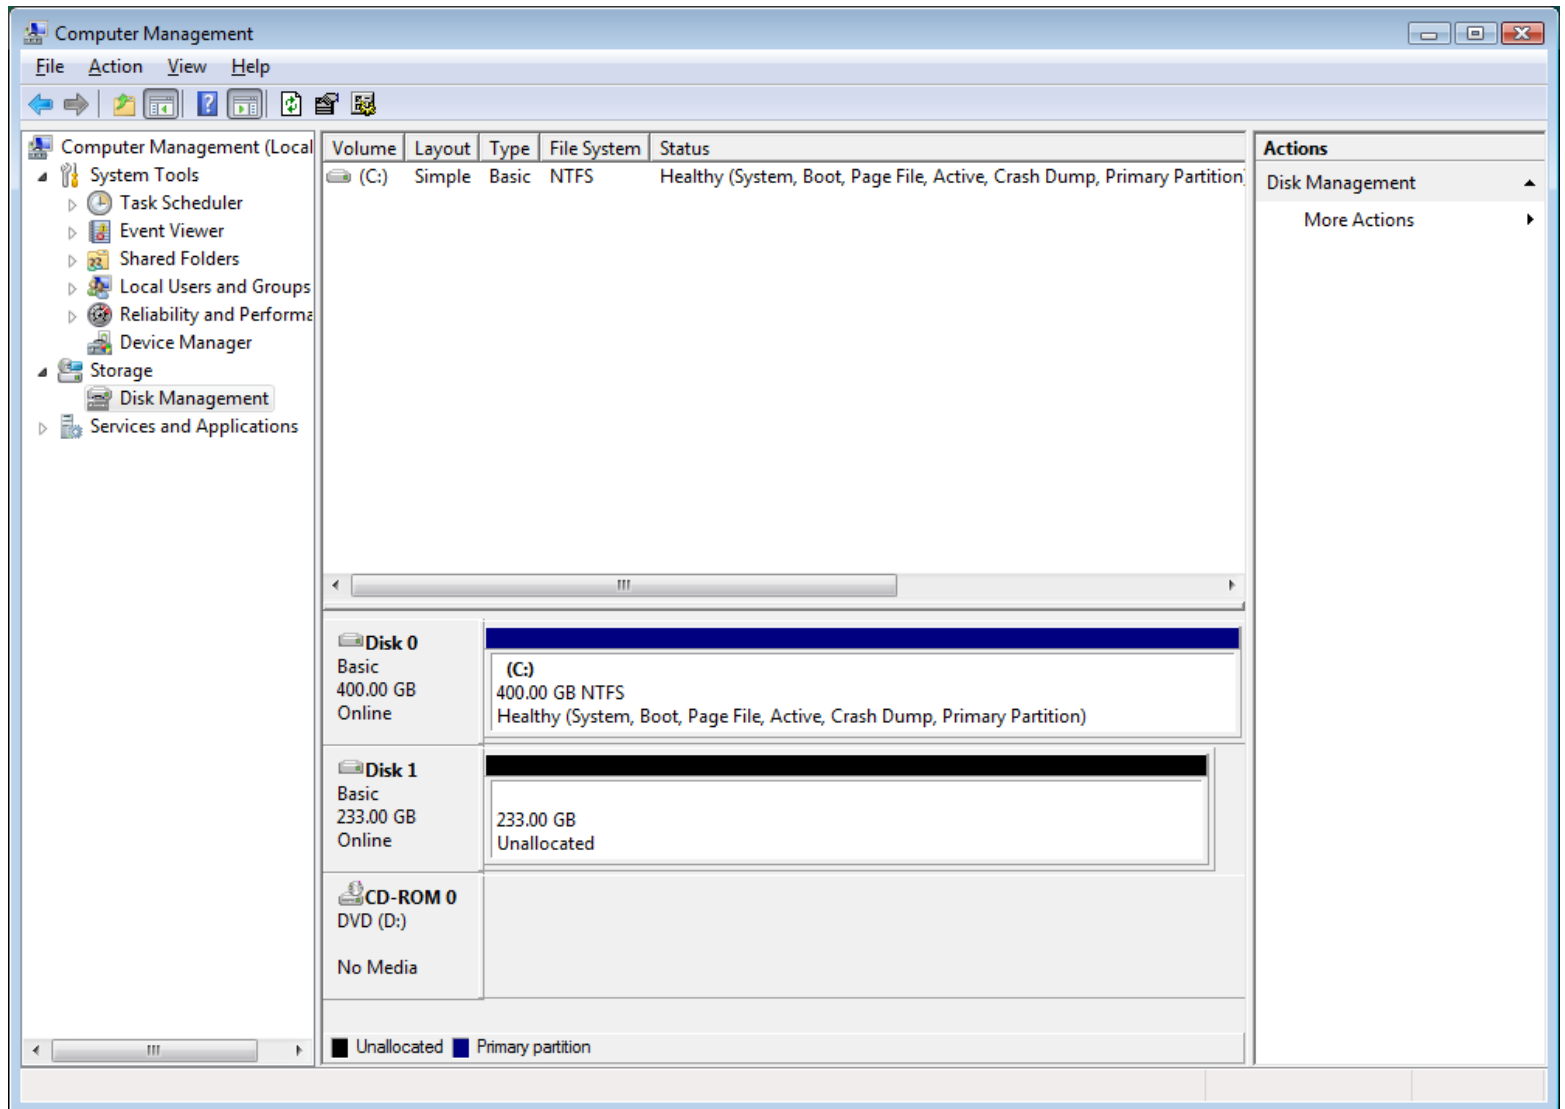 Computer Management
File Action View Help
Computer Management (Local
System Tools
Task Scheduler
Event Viewer
Shared Folders
Local Users and Groups
Reliability and Performa
Device Manager
Storage
Disk Management
Services and Applications
Volume Layout Type File System Status
(C:) Simple Basic NTFS Healthy (System, Boot, Page File, Active, Crash Dump, Primary Partition)
Disk 0
Basic
400.00 GB
Online
(C:)
400.00 GB NTFS
Healthy (System, Boot, Page File, Active, Crash Dump, Primary Partition)
Disk 1
Basic
233.00 GB
Online
233.00 GB
Unallocated
CD-ROM 0
DVD (D:)
No Media
Unallocated Primary partition
Actions
Disk Management
More Actions